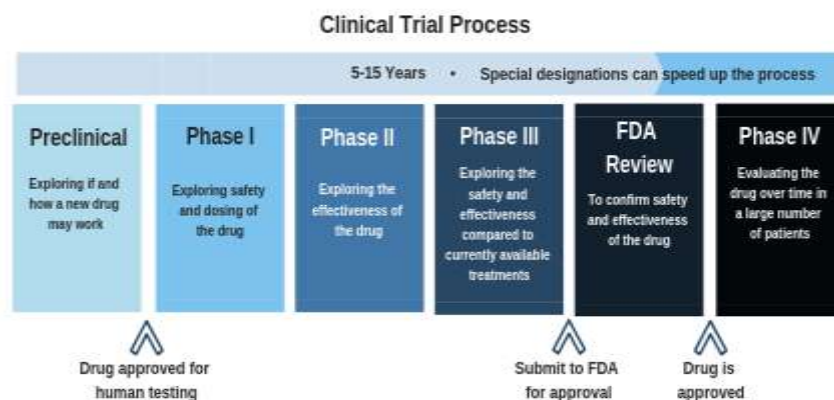 Clinical Trial Process
5-15 Years • Special designations can speed up the process
Preclinical
Exploring if and
how a new drug
may work
Phase I
Exploring safety
and dosing of
the drug
Phase II
Exploring the
effectiveness of
the drug
Phase III
Exploring the
safety and
effectiveness
compared to
currently available
treatments
FDA
Review
To confirm safety
and effectiveness
of the drug
Phase IV
Evaluating the
drug over time in
a large number
of patients
Drug approved for
human testing
Submit to FDA
for approval
Drug is
approved